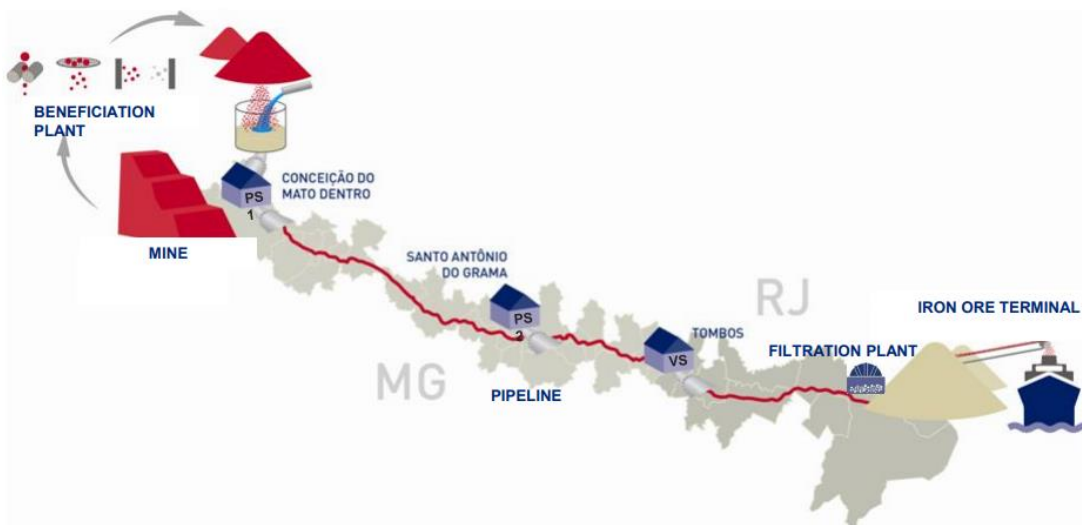 BENEFICIATION
PLANT
CONCEIÇÃO DO
MATO DENTRO
PS
1
MINE
SANTO ANTÔNIO
DO GRAMA
PS
2
MG
PIPELINE
RJ
TOMBOS
VS
FILTRATION PLANT
IRON ORE TERMINAL